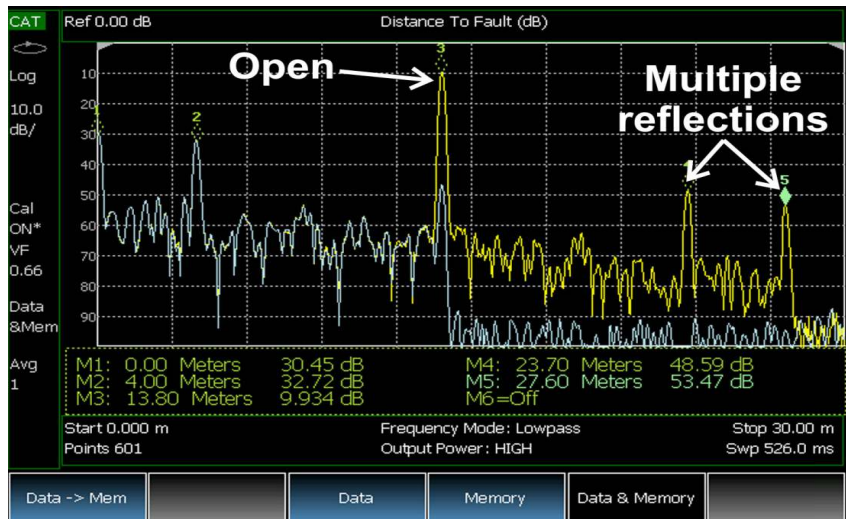 CAT Ref 0.00 dB Distance To Fault (dB)
Log
10.0
dB/
Cal
ON*
VF
0.66
Data
&Mem
Avg
1
10
20
30
40
50
60
70
80
90
1
2
3
5
Open
Multiple
reflections
M1: 0.00 Meters 30.45 dB
M2: 4.00 Meters 32.72 dB
M3: 13.80 Meters 9.934 dB
M4: 23.70 Meters 48.59 dB
M5: 27.60 Meters 53.47 dB
M6=Off
Start 0.000 m Frequency Mode: Lowpass Stop 30.00 m
Points 601 Output Power: HIGH Swp 526.0 ms
Data -> Mem Data Memory Data & Memory